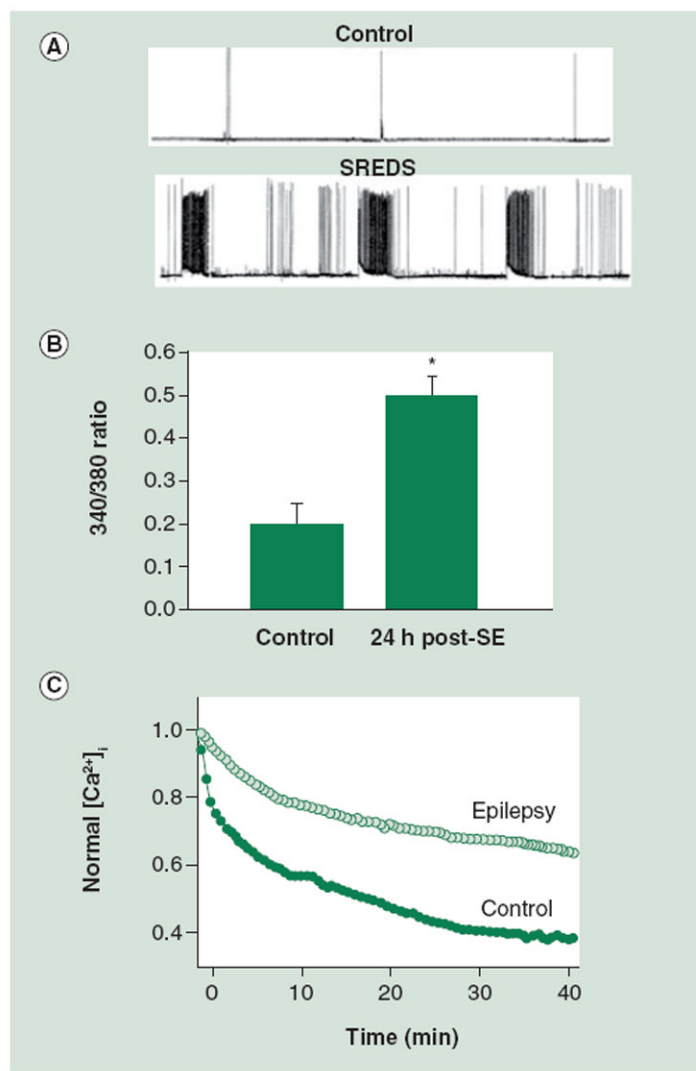 A
Control
SREDS
B
0.6
*
0.5
0.4
0.3
0.2
0.1
0.0
340/380 ratio
Control 24 h post-SE
C
1.0
0.8
0.6
0.4
Normal [Ca²⁺]ᵢ
Epilepsy
Control
0 10 20 30 40
Time (min)